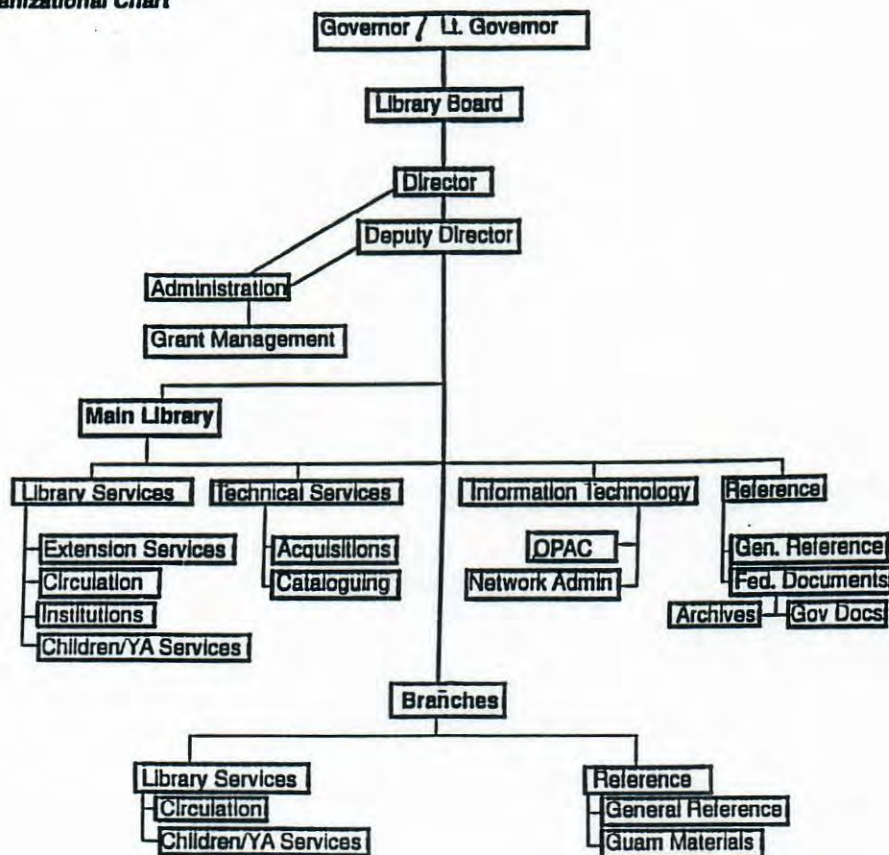 anizational Chart
Governor / Lt. Governor
Library Board
Director
Deputy Director
Administration
Grant Management
Main Library
Library Services
Technical Services
Information Technology
Reference
Extension Services
Circulation
Institutions
Children/YA Services
Acquisitions
Cataloguing
OPAC
Network Admin
Gen. Reference
Fed. Documents
Archives
Gov Docs
Branches
Library Services
Circulation
Children/YA Services
Reference
General Reference
Guam Materials